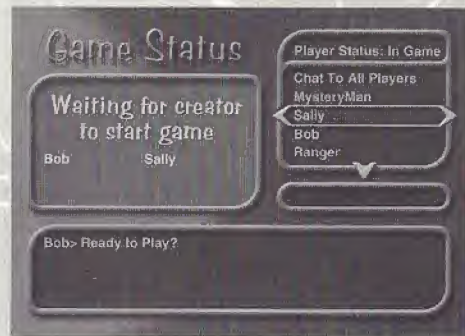 Game Status
Waiting for creator
to start game
Bob Sally
Player Status: In Game
Chat To All Players
MysteryMan
Sally
Bob
Ranger
Bob> Ready to Play?